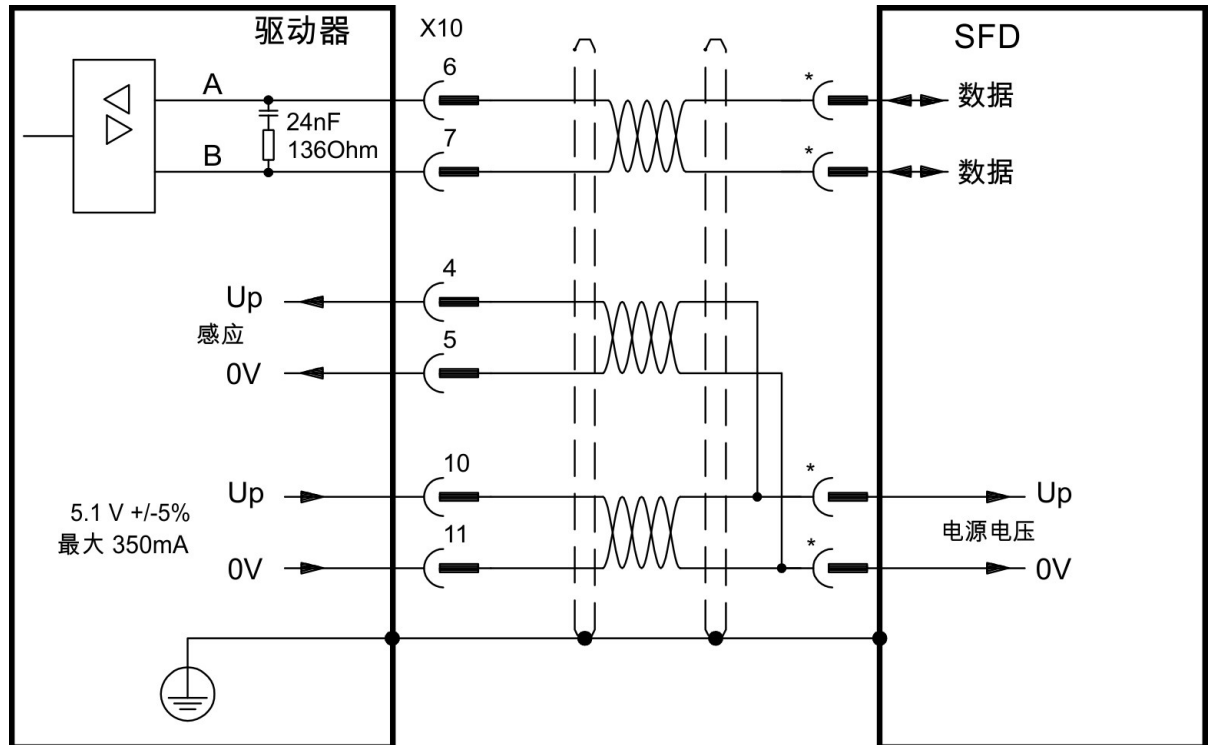 驱动器
X10
SFD
A
6
*
数据
24nF
136Ohm
B
7
*
数据
4
Up
感应
5
0V
10
*
Up
Up
5.1 V +/-5%
最大 350mA
11
*
电源电压
0V
0V